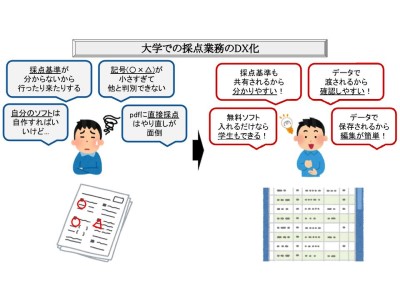 大学での採点業務のDX化
採点基準が
分からないから
行ったり来たりする
記号(○×△)が
小さすぎて
他と判別できない
自分のソフトは
自作すればいい
いいけど…
pdfに直接採点
はやり直しが
面倒
採点基準も
共有されるから
分かりやすい！
データで
渡されるから
確認しやすい！
無料ソフト
入れるだけなら
学生もできる！
データで
保存されるから
編集が簡単！